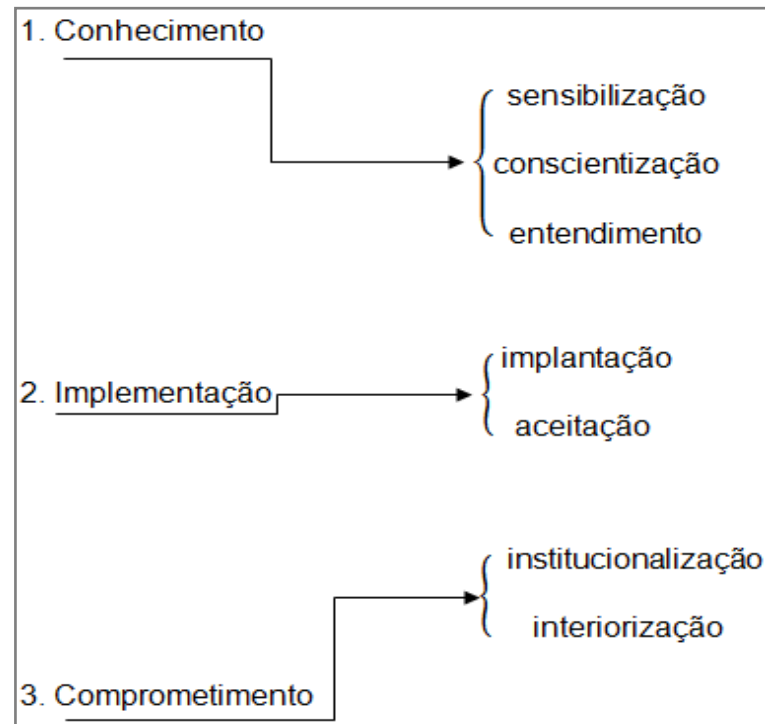 1. Conhecimento
sensibilização
conscientização
entendimento
2. Implementação
implantação
aceitação
3. Comprometimento
institucionalização
interiorização